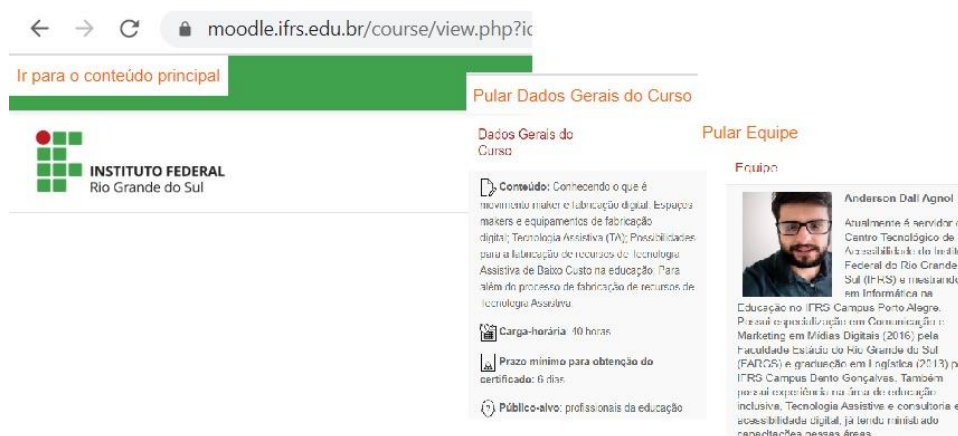 moodle.ifrs.edu.br/course/view.php?id
Ir para o conteúdo principal
INSTITUTO FEDERAL
Rio Grande do Sul
Pular Dados Gerais do Curso
Dados Gerais do
Curso
Conteúdo: Conhecendo o que é
movimento maker e fabricação digital; Espaços
makers e equipamentos de fabricação
digital; Tecnologia Assistiva (TA); Possibilidades
para a fabricação de recursos de Tecnologia
Assistiva de Baixo Custo na educação; Para
além do processo de fabricação de recursos de
Tecnologia Assistiva.
Carga-horária: 40 horas
Prazo mínimo para obtenção do
certificado: 6 dias
Público-alvo: profissionais da educação
Pular Equipe
Equipe
Anderson Dall Agnol
Atualmente é servidor
Centro Tecnológico de
Acessibilidade do Instit
Federal do Rio Grande
Sul (IFRS) e mestrando
em Informática na
Educação no IFRS Campus Porto Alegre.
Possui especialização em Comunicação e
Marketing em Mídias Digitais (2016) pela
Faculdade Estácio do Rio Grande do Sul
(FARGS) e graduação em Logística (2013) p
IFRS Campus Bento Gonçalves. Também
possui experiência na área de educação
inclusiva, Tecnologia Assistiva e consultoria e
acessibilidade digital, já tendo ministrado
capacitações nessas áreas